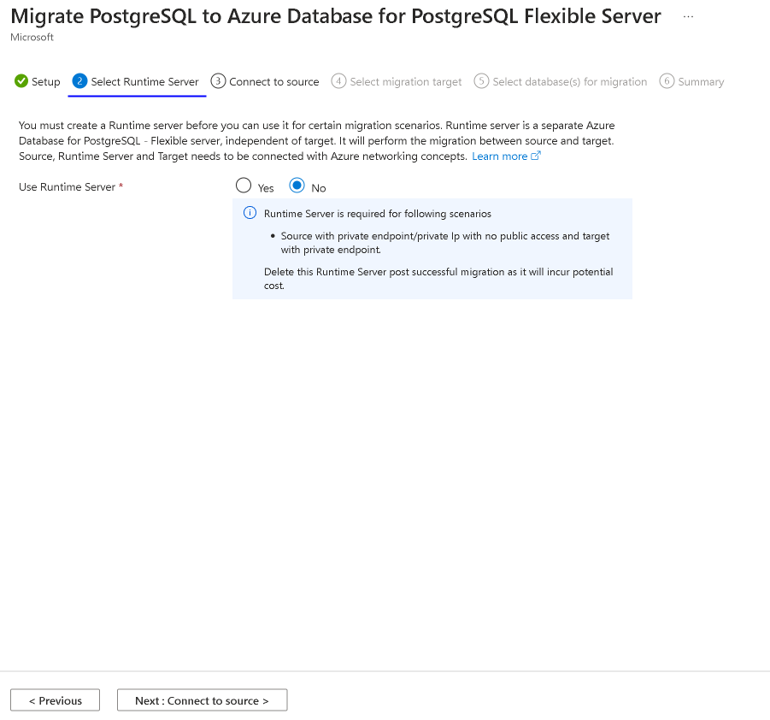 Migrate PostgreSQL to Azure Database for PostgreSQL Flexible Server ...
Microsoft
Setup 2 Select Runtime Server 3 Connect to source 4 Select migration target 5 Select database(s) for migration 6 Summary
You must create a Runtime server before you can use it for certain migration scenarios. Runtime server is a separate Azure
Database for PostgreSQL - Flexible server, independent of target. It will perform the migration between source and target.
Source, Runtime Server and Target needs to be connected with Azure networking concepts. Learn more
Use Runtime Server * Yes No
Runtime Server is required for following scenarios
• Source with private endpoint/private Ip with no public access and target
with private endpoint.
Delete this Runtime Server post successful migration as it will incur potential
cost.
< Previous Next : Connect to source >